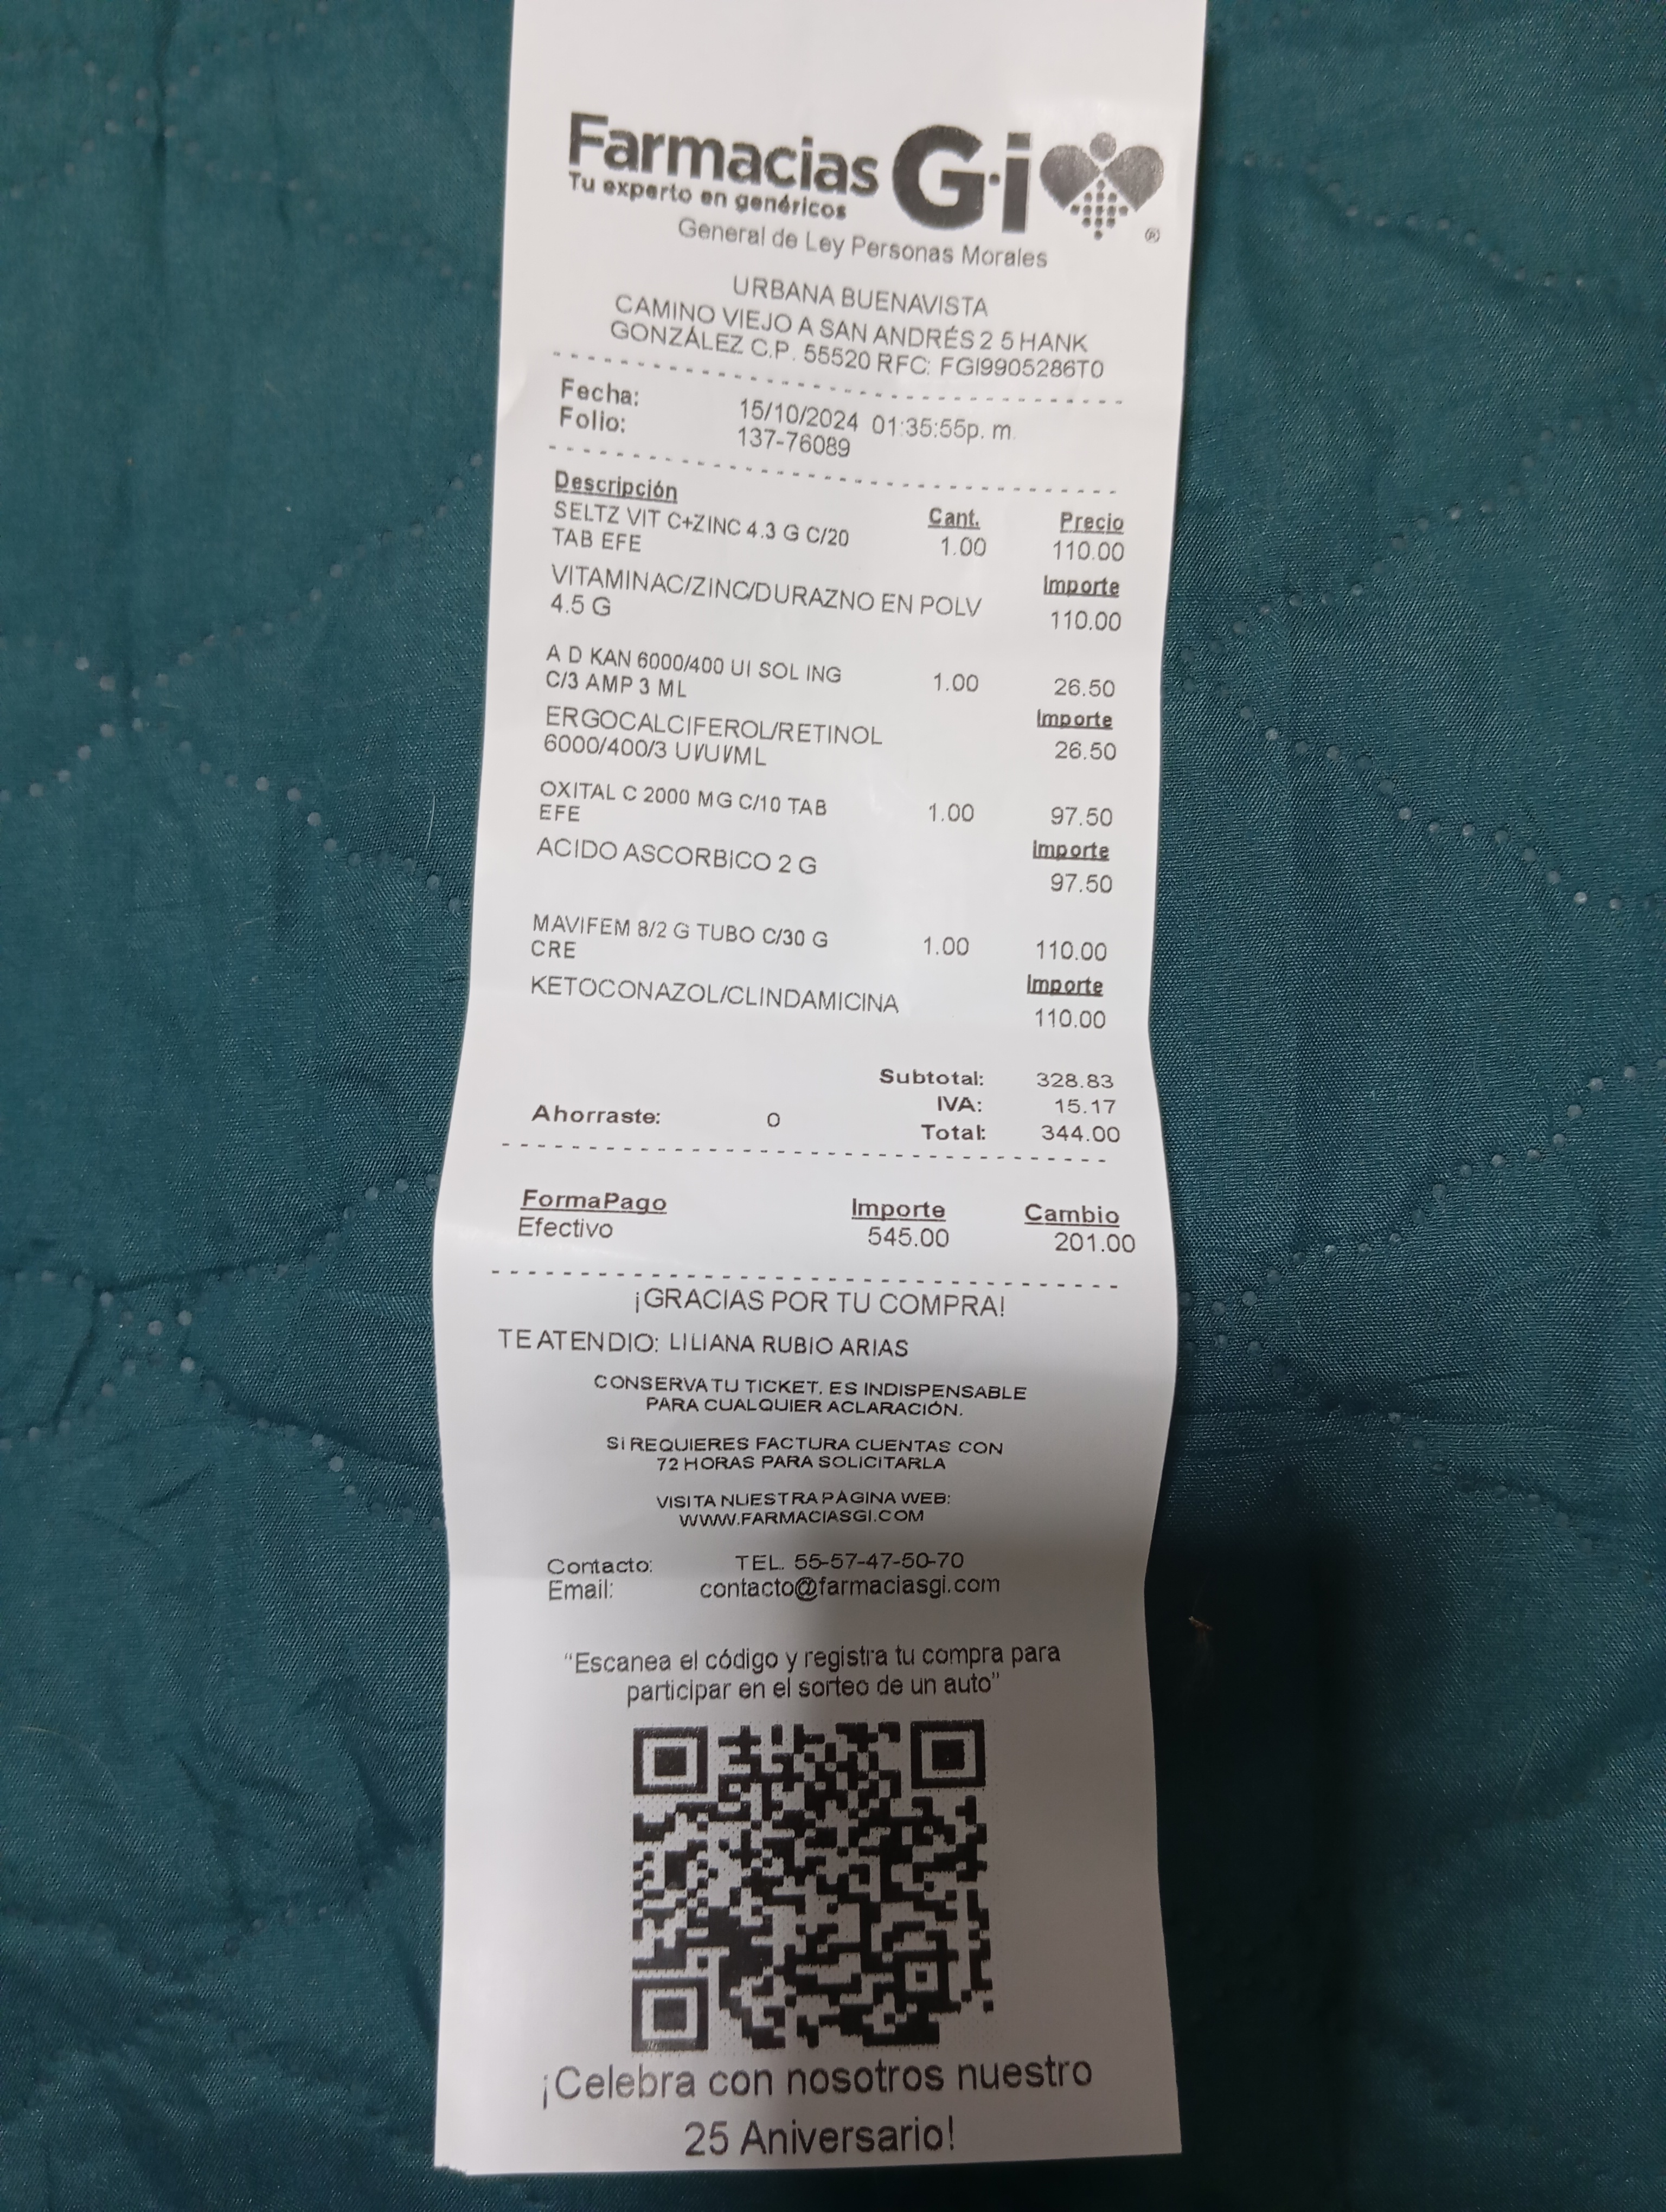 Farmacias G·i ®
Tu experto en genéricos
General de Ley Personas Morales
URBANA BUENAVISTA
CAMINO VIEJO A SAN ANDRÉS 2 5 HANK
GONZÁLEZ C.P. 55520 RFC: FGI9905286T0
Fecha: 15/10/2024 01:35:55p. m.
Folio: 137-76089
Descripción Cant. Precio
SELTZ VIT C+ZINC 4.3 G C/20 1.00 110.00
TAB EFE
Importe
VITAMINAC/ZINC/DURAZNO EN POLV 110.00
4.5 G
A D KAN 6000/400 UI SOL ING 1.00 26.50
C/3 AMP 3 ML
Importe
ERGOCALCIFEROL/RETINOL 26.50
6000/400/3 UI/UI/ML
OXITAL C 2000 MG C/10 TAB 1.00 97.50
EFE
Importe
ACIDO ASCORBICO 2 G 97.50
MAVIFEM 8/2 G TUBO C/30 G 1.00 110.00
CRE
Importe
KETOCONAZOL/CLINDAMICINA 110.00
Subtotal: 328.83
IVA: 15.17
Ahorraste: 0 Total: 344.00
FormaPago Importe Cambio
Efectivo 545.00 201.00
¡GRACIAS POR TU COMPRA!
TE ATENDIO: LILIANA RUBIO ARIAS
CONSERVA TU TICKET. ES INDISPENSABLE
PARA CUALQUIER ACLARACIÓN.
SI REQUIERES FACTURA CUENTAS CON
72 HORAS PARA SOLICITARLA
VISITA NUESTRA PÁGINA WEB:
WWW.FARMACIASGI.COM
Contacto: TEL. 55-57-47-50-70
Email: contacto@farmaciasgi.com
“Escanea el código y registra tu compra para
participar en el sorteo de un auto”
¡Celebra con nosotros nuestro
25 Aniversario!